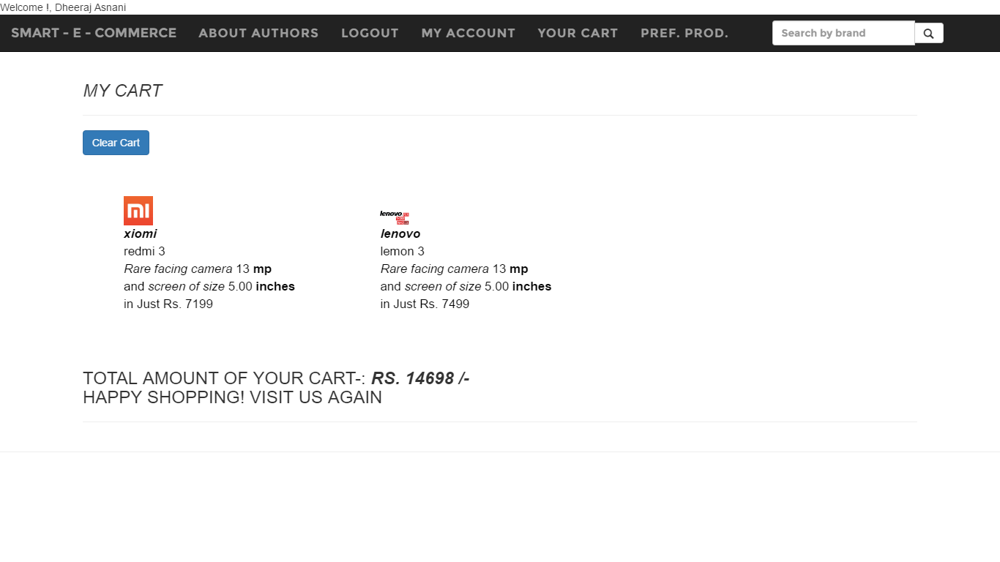 Welcome !, Dheeraj Asnani
SMART - E - COMMERCE ABOUT AUTHORS LOGOUT MY ACCOUNT YOUR CART PREF. PROD. Search by brand
MY CART
Clear Cart
mi
xiomi
redmi 3
Rare facing camera 13 mp
and screen of size 5.00 inches
in Just Rs. 7199
lenovo
lenovo
lemon 3
Rare facing camera 13 mp
and screen of size 5.00 inches
in Just Rs. 7499
TOTAL AMOUNT OF YOUR CART-: RS. 14698 /-
HAPPY SHOPPING! VISIT US AGAIN